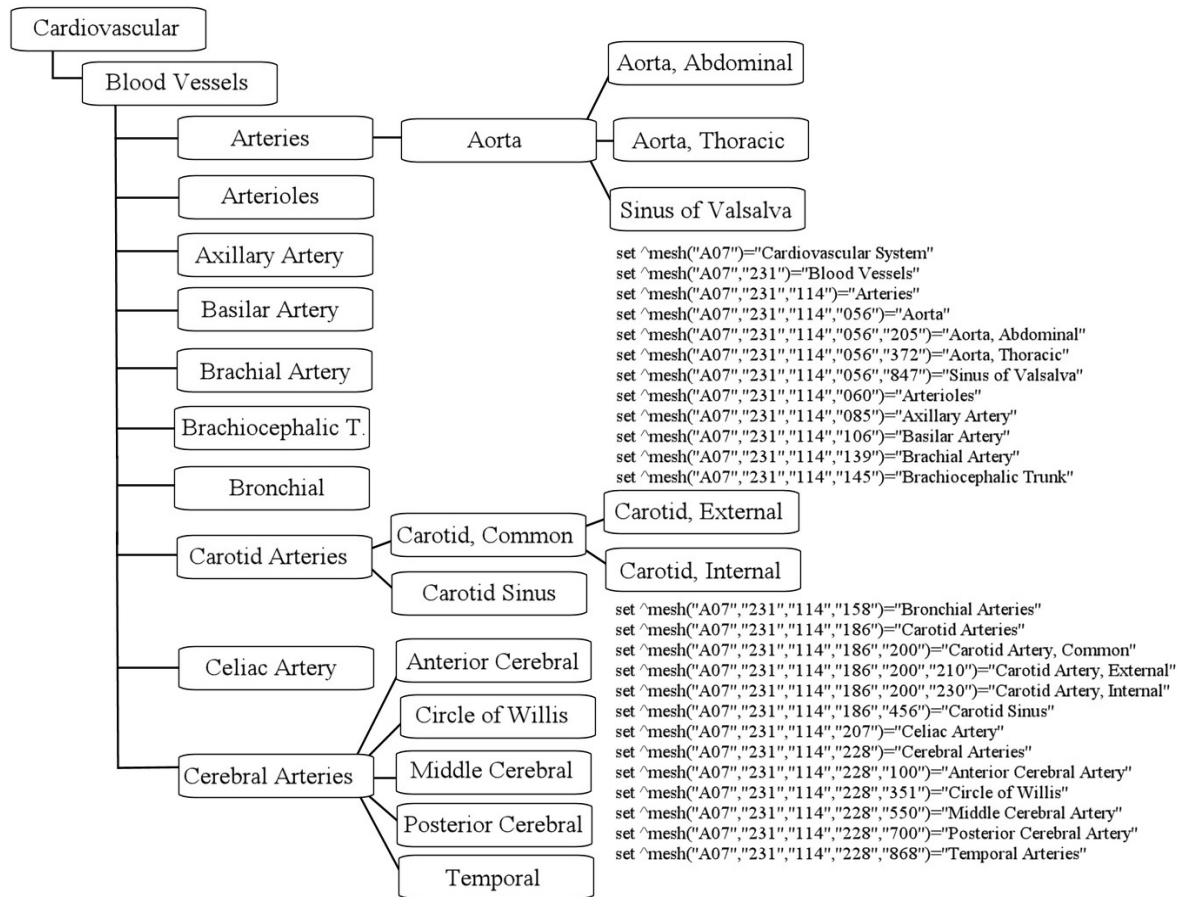 Cardiovascular
Blood Vessels
Arteries
Aorta
Aorta, Abdominal
Aorta, Thoracic
Sinus of Valsalva
Arterioles
Axillary Artery
Basilar Artery
Brachial Artery
Brachiocephalic T.
Bronchial
Carotid Arteries
Carotid, Common
Carotid, External
Carotid, Internal
Carotid Sinus
Celiac Artery
Cerebral Arteries
Anterior Cerebral
Circle of Willis
Middle Cerebral
Posterior Cerebral
Temporal
set ^mesh("A07")="Cardiovascular System"
set ^mesh("A07","231")="Blood Vessels"
set ^mesh("A07","231","114")="Arteries"
set ^mesh("A07","231","114","056")="Aorta"
set ^mesh("A07","231","114","056","205")="Aorta, Abdominal"
set ^mesh("A07","231","114","056","372")="Aorta, Thoracic"
set ^mesh("A07","231","114","056","847")="Sinus of Valsalva"
set ^mesh("A07","231","114","060")="Arterioles"
set ^mesh("A07","231","114","085")="Axillary Artery"
set ^mesh("A07","231","114","106")="Basilar Artery"
set ^mesh("A07","231","114","139")="Brachial Artery"
set ^mesh("A07","231","114","145")="Brachiocephalic Trunk"
set ^mesh("A07","231","114","158")="Bronchial Arteries"
set ^mesh("A07","231","114","186")="Carotid Arteries"
set ^mesh("A07","231","114","186","200")="Carotid Artery, Common"
set ^mesh("A07","231","114","186","200","210")="Carotid Artery, External"
set ^mesh("A07","231","114","186","200","230")="Carotid Artery, Internal"
set ^mesh("A07","231","114","186","456")="Carotid Sinus"
set ^mesh("A07","231","114","207")="Celiac Artery"
set ^mesh("A07","231","114","228")="Cerebral Arteries"
set ^mesh("A07","231","114","228","100")="Anterior Cerebral Artery"
set ^mesh("A07","231","114","228","351")="Circle of Willis"
set ^mesh("A07","231","114","228","550")="Middle Cerebral Artery"
set ^mesh("A07","231","114","228","700")="Posterior Cerebral Artery"
set ^mesh("A07","231","114","228","868")="Temporal Arteries"